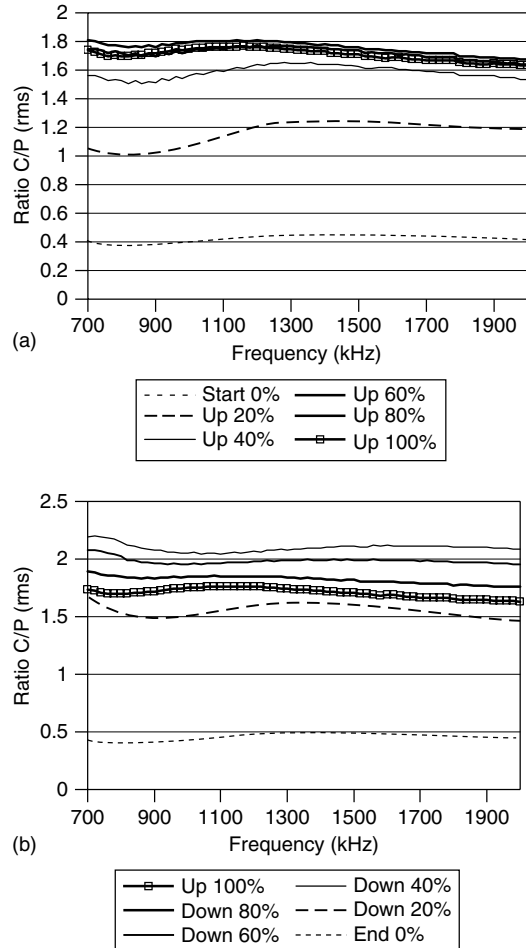 2
1.8
1.6
1.4
1.2
1
0.8
0.6
0.4
0.2
0
Ratio C/P (rms)
700 900 1100 1300 1500 1700 1900
(a)
Frequency (kHz)
Start 0% Up 60%
Up 20% Up 80%
Up 40% Up 100%
2.5
2
1.5
1
0.5
0
Ratio C/P (rms)
700 900 1100 1300 1500 1700 1900
(b)
Frequency (kHz)
Up 100% Down 40%
Down 80% Down 20%
Down 60% End 0%